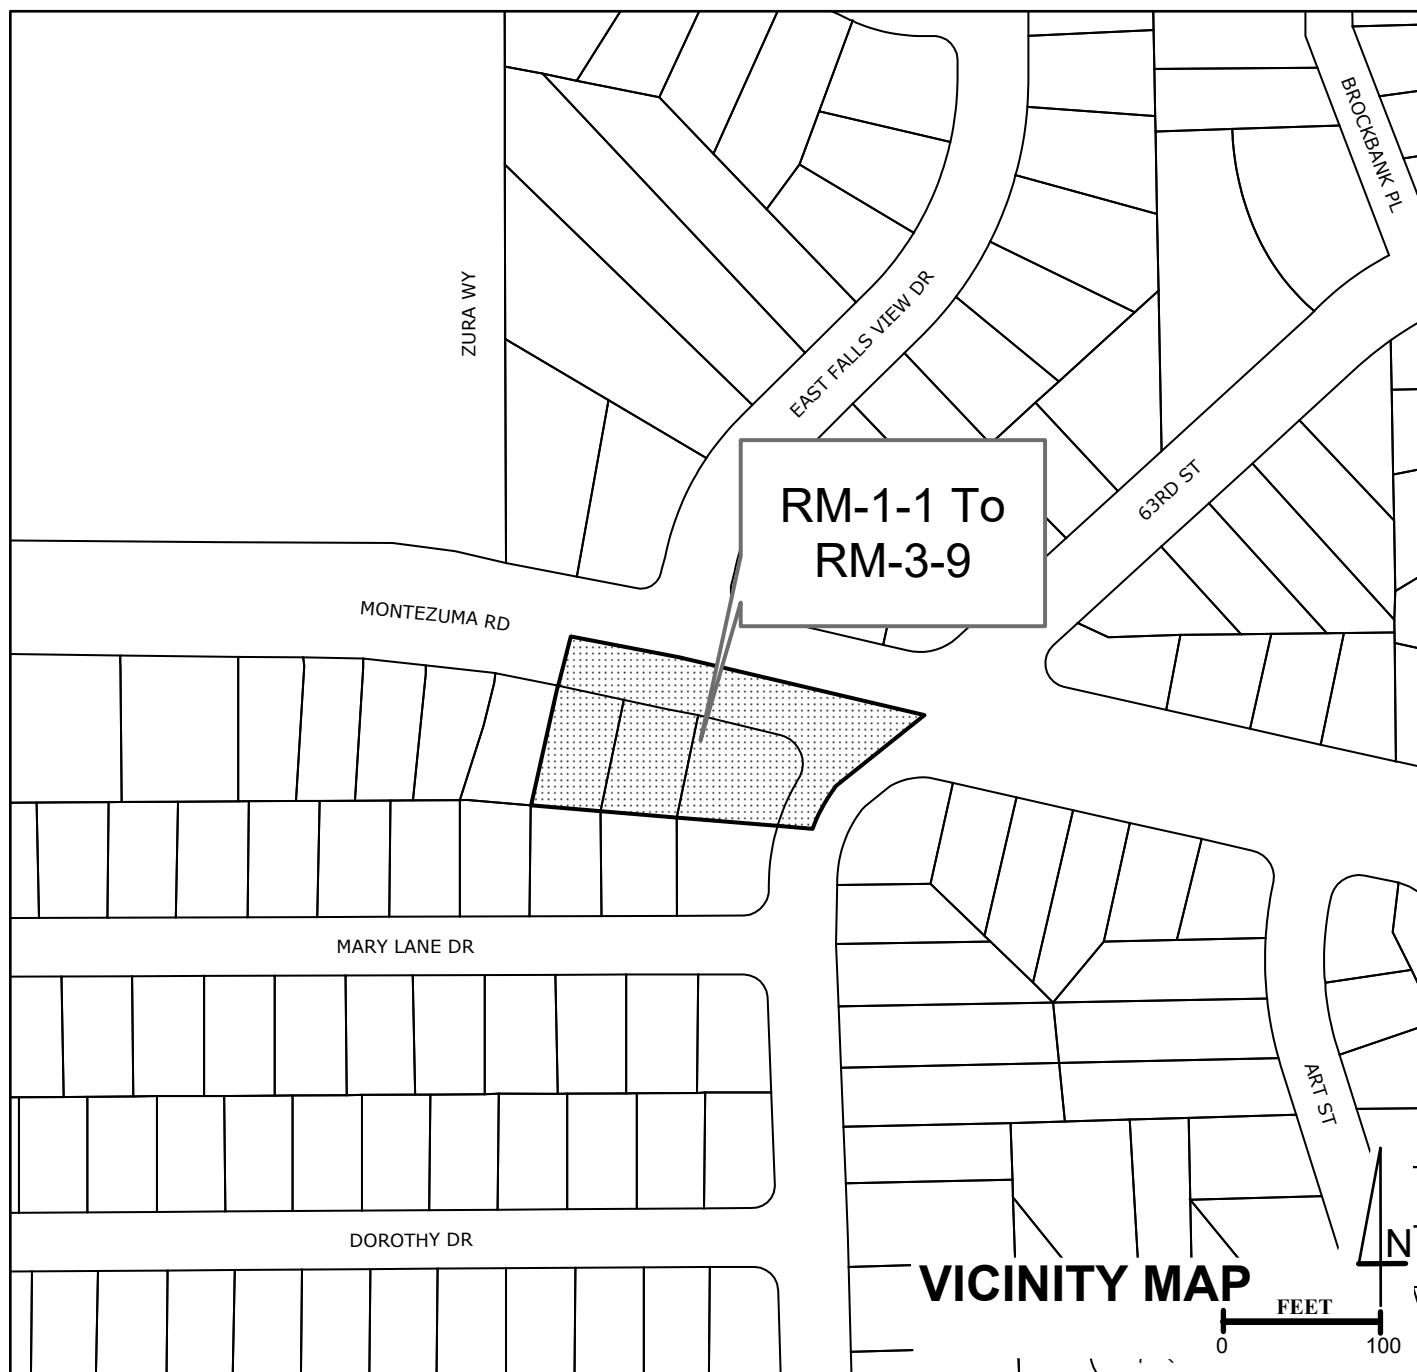 BROCKBANK PL
ZURA WY
EAST FALLS VIEW DR
RM-1-1 To
RM-3-9
63RD ST
MONTEZUMA RD
MARY LANE DR
ART ST
DOROTHY DR
N
VICINITY MAP
FEET
0 100